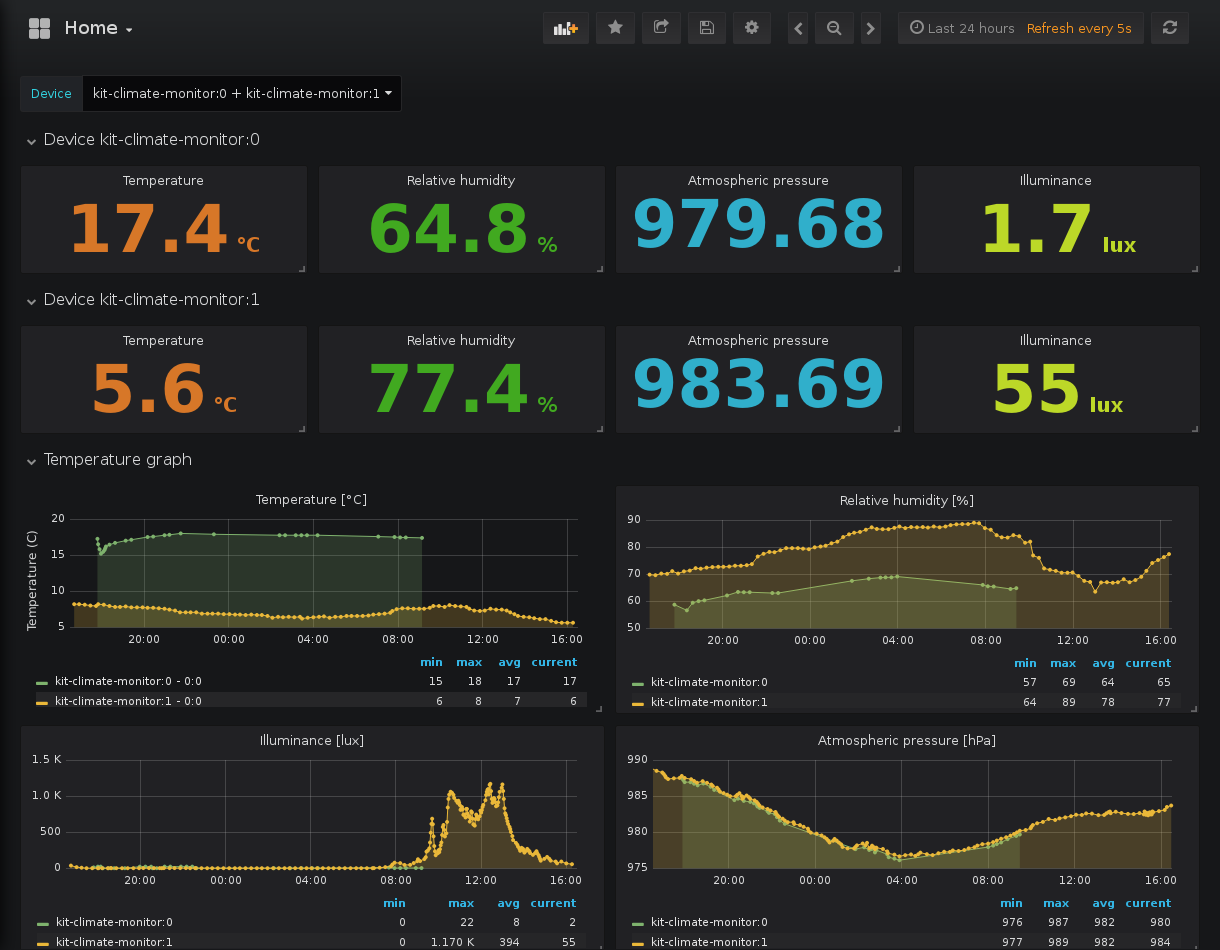 Home
Last 24 hours Refresh every 5s
Device kit-climate-monitor:0 + kit-climate-monitor:1
Device kit-climate-monitor:0
Temperature Relative humidity Atmospheric pressure Illuminance
17.4 °C 64.8 % 979.68 1.7 lux
Device kit-climate-monitor:1
Temperature Relative humidity Atmospheric pressure Illuminance
5.6 °C 77.4 % 983.69 55 lux
Temperature graph
Temperature [°C]
Temperature (C)
20
15
10
5
20:00 00:00 04:00 08:00 12:00 16:00
min max avg current
kit-climate-monitor:0 - 0:0 15 18 17 17
kit-climate-monitor:1 - 0:0 6 8 7 6
Relative humidity [%]
90
80
70
60
50
20:00 00:00 04:00 08:00 12:00 16:00
min max avg current
kit-climate-monitor:0 57 69 64 65
kit-climate-monitor:1 64 89 78 77
Illuminance [lux]
1.5 K
1.0 K
500
0
20:00 00:00 04:00 08:00 12:00 16:00
min max avg current
kit-climate-monitor:0 0 22 8 2
kit-climate-monitor:1 0 1.170 K 394 55
Atmospheric pressure [hPa]
990
985
980
975
20:00 00:00 04:00 08:00 12:00 16:00
min max avg current
kit-climate-monitor:0 976 987 982 980
kit-climate-monitor:1 977 989 982 984